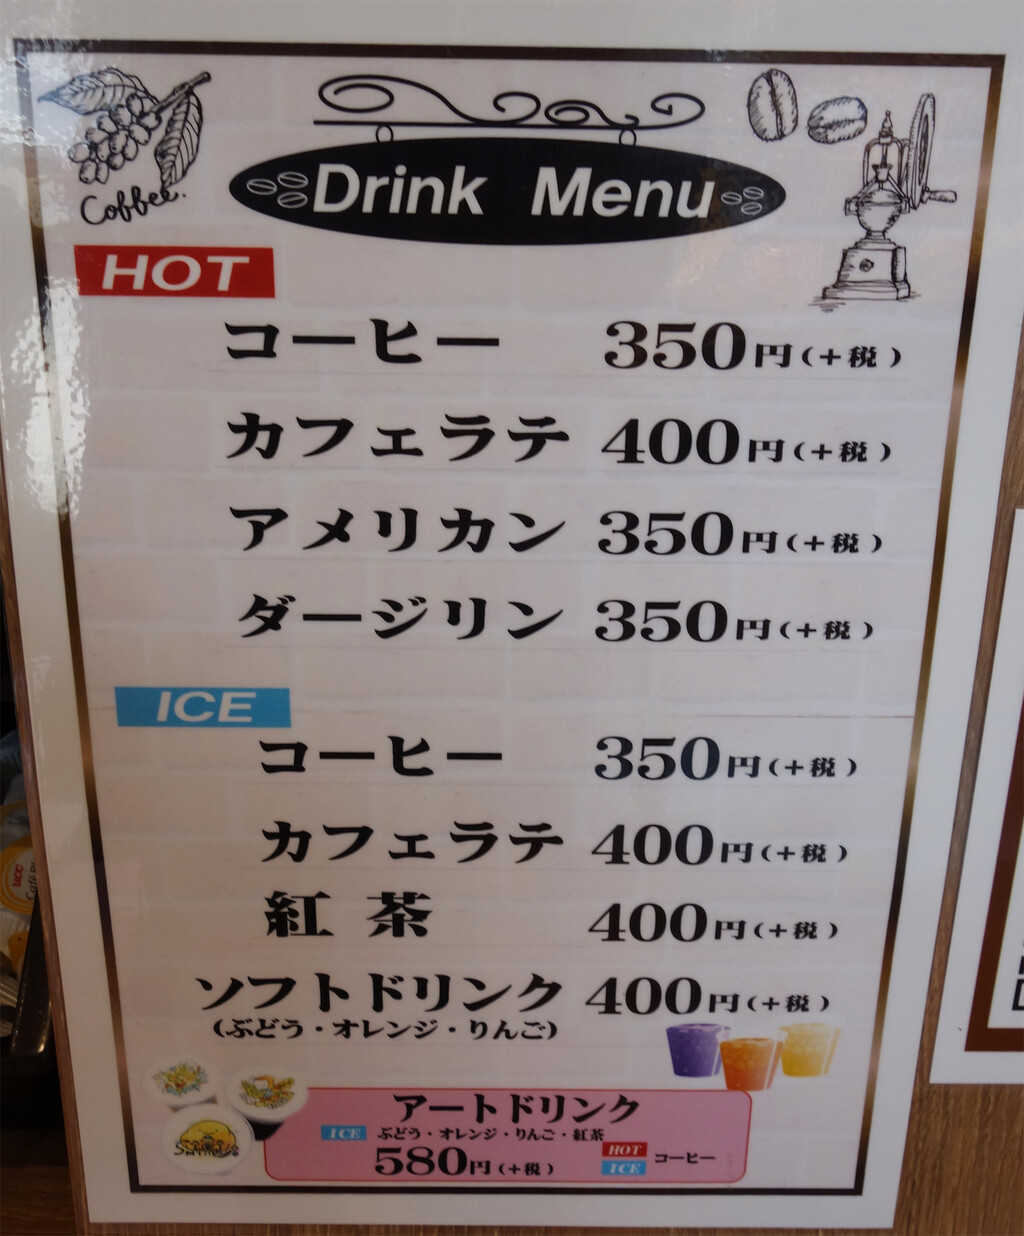 Coffee.
Drink Menu
HOT
コーヒー 350円(+税)
カフェラテ 400円(+税)
アメリカン 350円(+税)
ダージリン 350円(+税)
ICE
コーヒー 350円(+税)
カフェラテ 400円(+税)
紅茶 400円(+税)
ソフトドリンク 400円(+税)
(ぶどう・オレンジ・りんご)
アートドリンク
ICE ぶどう・オレンジ・りんご・紅茶
580円(+税) HOT ICE コーヒー
ucc